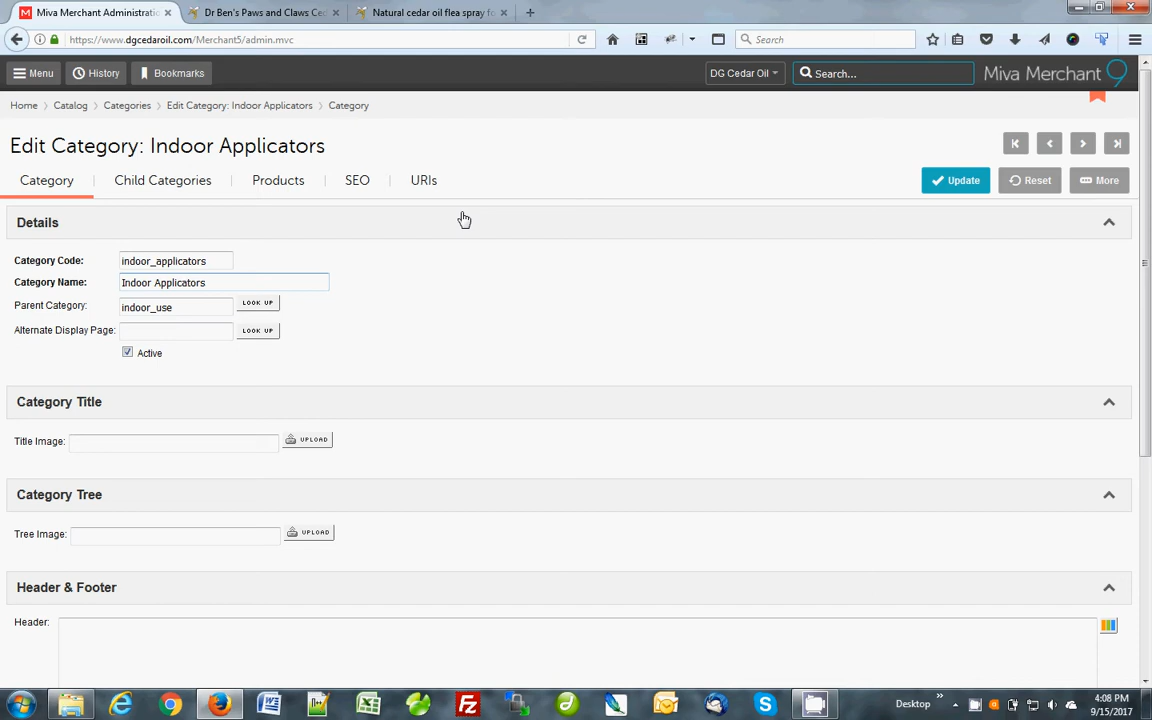 Miva Merchant Administratio
Dr Ben's Paws and Claws Ced
Natural cedar oil flea spray fo
https://www.dgcedaroil.com/Merchant5/admin.mvc
Search
Menu
History
Bookmarks
DG Cedar Oil
Search...
Miva Merchant 9
Home > Catalog > Categories > Edit Category: Indoor Applicators > Category
Edit Category: Indoor Applicators
Category
Child Categories
Products
SEO
URIs
Update
Reset
More
Details
Category Code: indoor_applicators
Category Name: Indoor Applicators
Parent Category: indoor_use LOOK UP
Alternate Display Page: LOOK UP
Active
Category Title
Title Image: UPLOAD
Category Tree
Tree Image: UPLOAD
Header & Footer
Header:
Desktop
4:08 PM
9/15/2017